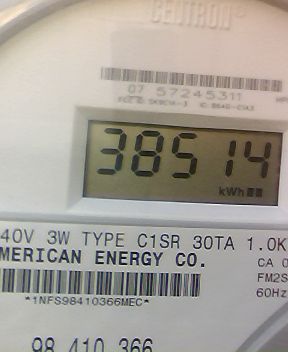 CENTRON®
07 57245311
38514
kWh
40V 3W TYPE C1SR 30TA 1.0K
MERICAN ENERGY CO.
CA 0
FM2S
60Hz
*1NFS98410366MEC*
98 410 366